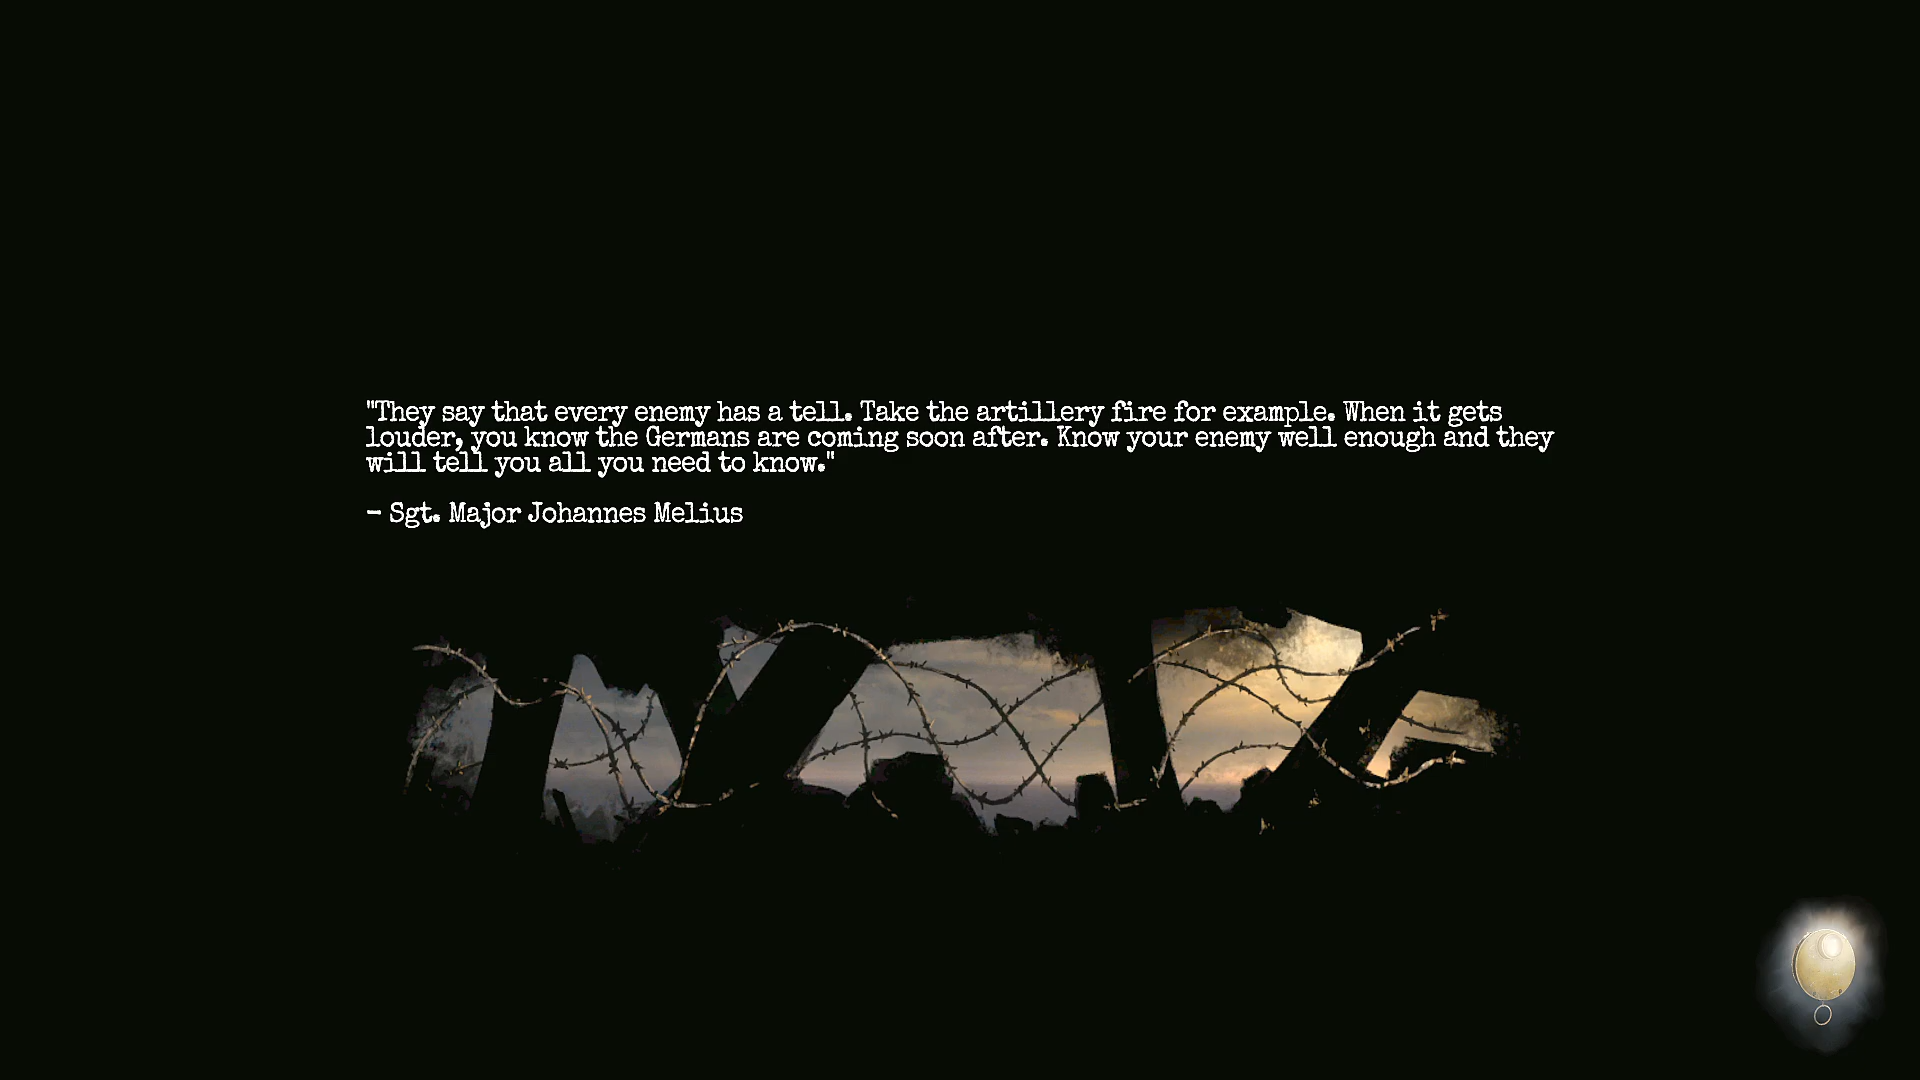 "They say that every enemy has a tell. Take the artillery fire for example. When it gets
louder, you know the Germans are coming soon after. Know your enemy well enough and they
will tell you all you need to know."
- Sgt. Major Johannes Melius